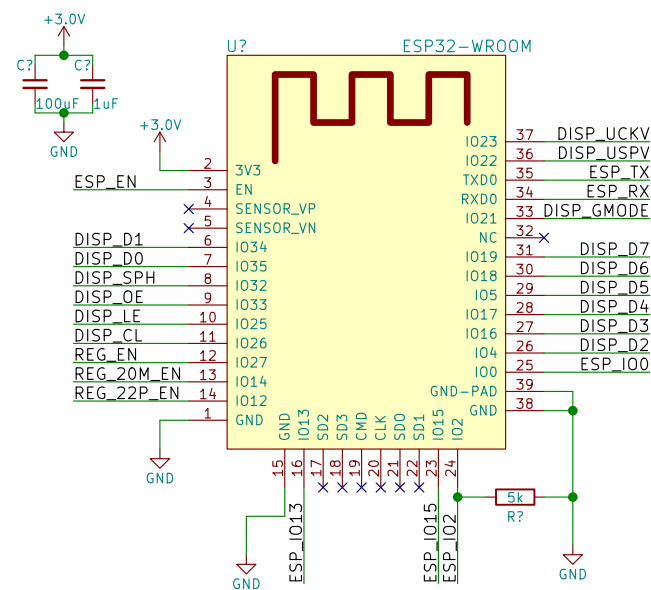 +3.0V
C?
C?
100uF
1uF
GND
U?
ESP32-WROOM
+3.0V
2 3V3
ESP_EN 3 EN
4 SENSOR_VP
5 SENSOR_VN
DISP_D1 6 IO34
DISP_D0 7 IO35
DISP_SPH 8 IO32
DISP_OE 9 IO33
DISP_LE 10 IO25
DISP_CL 11 IO26
REG_EN 12 IO27
REG_20M_EN 13 IO14
REG_22P_EN 14 IO12
1 GND
GND
IO23 37 DISP_UCKV
IO22 36 DISP_USPV
TXD0 35 ESP_TX
RXD0 34 ESP_RX
IO21 33 DISP_GMODE
NC 32
IO19 31 DISP_D7
IO18 30 DISP_D6
IO5 29 DISP_D5
IO17 28 DISP_D4
IO16 27 DISP_D3
IO4 26 DISP_D2
IO0 25 ESP_IO0
GND-PAD 39
GND 38
GND 15
IO13 16 ESP_IO13
SD2 17
SD3 18
CMD 19
CLK 20
SD0 21
SD1 22
IO15 23 ESP_IO15
IO2 24 ESP_IO2
5k
R?
GND
GND